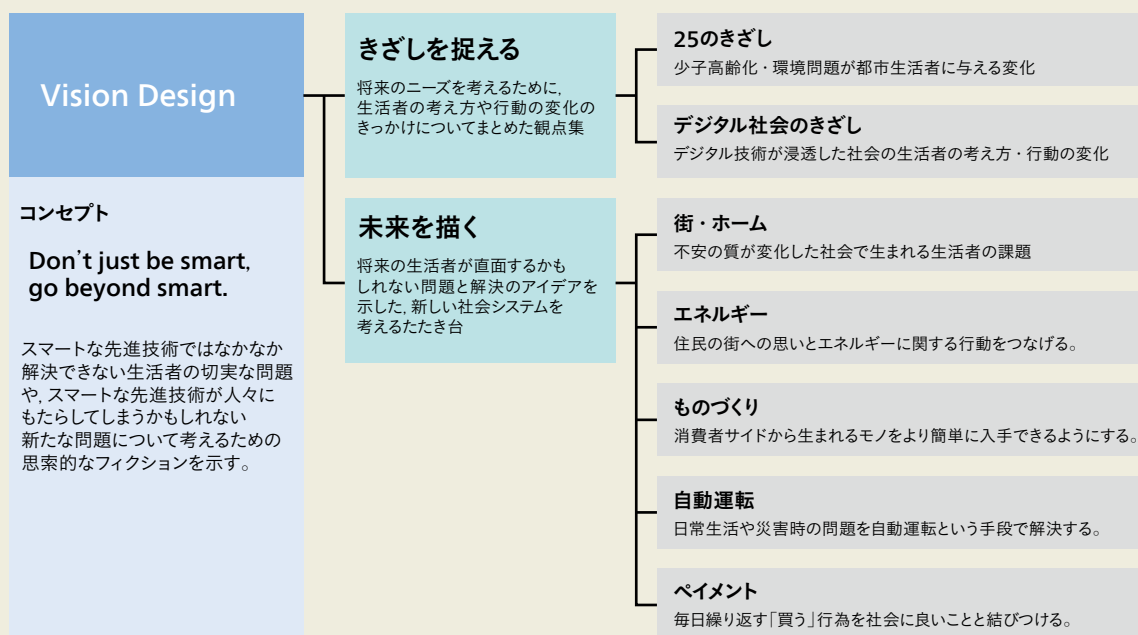 Vision Design
コンセプト
Don't just be smart,
go beyond smart.
スマートな先進技術ではなかなか
解決できない生活者の切実な問題
や, スマートな先進技術が人々に
もたらしてしまうかもしれない
新たな問題について考えるための
思索的なフィクションを示す。
きざしを捉える
将来のニーズを考えるために,
生活者の考え方や行動の変化の
きっかけについてまとめた観点集
25のきざし
少子高齢化・環境問題が都市生活者に与える変化
デジタル社会のきざし
デジタル技術が浸透した社会の生活者の考え方・行動の変化
未来を描く
将来の生活者が直面するかも
しれない問題と解決のアイデアを
示した, 新しい社会システムを
考えるたたき台
街・ホーム
不安の質が変化した社会で生まれる生活者の課題
エネルギー
住民の街への思いとエネルギーに関する行動をつなげる。
ものづくり
消費者サイドから生まれるモノをより簡単に入手できるようにする。
自動運転
日常生活や災害時の問題を自動運転という手段で解決する。
ペイメント
毎日繰り返す「買う」行為を社会に良いことと結びつける。